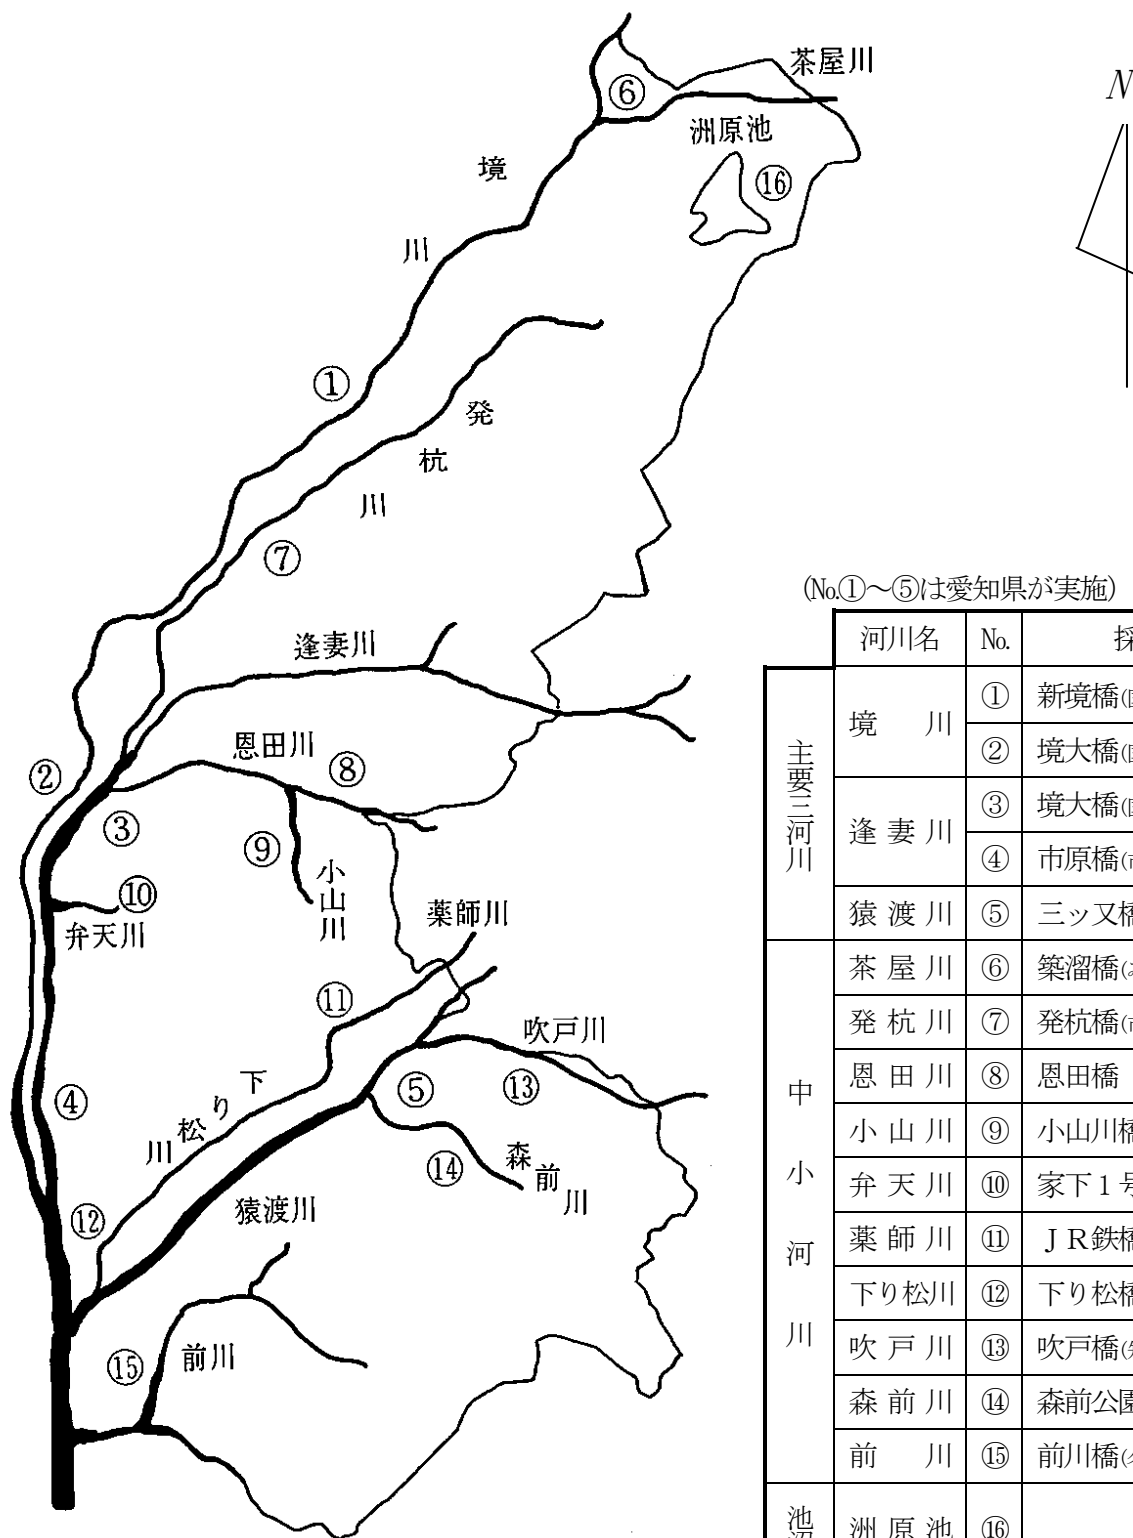 茶屋川
N
⑥
洲原池
⑯
境川
①
発杭川
⑦
逢妻川
恩田川
⑧
②
③
⑨
小山川
⑩
弁天川
薬師川
⑪
吹戸川
下り松川
④
⑤
⑬
⑭
森前川
猿渡川
⑫
前川
⑮
(No.①～⑤は愛知県が実施)
河川名 No. 採
主要三河川
境川 ① 新境橋(
② 境大橋(
逢妻川 ③ 境大橋(
④ 市原橋(
猿渡川 ⑤ 三ッ又橋
中小河川
茶屋川 ⑥ 築溜橋(
発杭川 ⑦ 発杭橋(
恩田川 ⑧ 恩田橋
小山川 ⑨ 小山川橋
弁天川 ⑩ 家下1号
薬師川 ⑪ JR鉄橋
下り松川 ⑫ 下り松橋
吹戸川 ⑬ 吹戸橋(
森前川 ⑭ 森前公園
前川 ⑮ 前川橋(
池沼
洲原池 ⑯